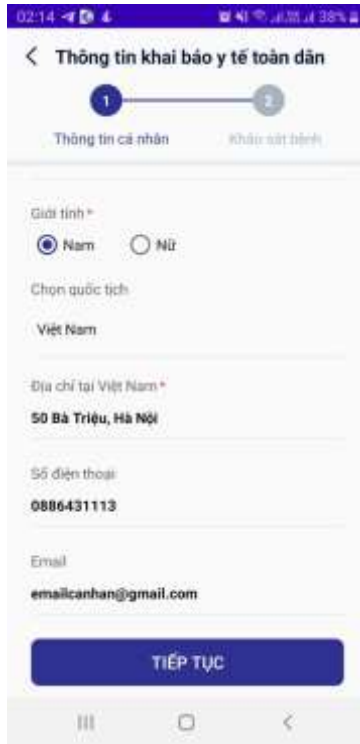 02:14 38%
Thông tin khai báo y tế toàn dân
1 2
Thông tin cá nhân Khảo sát bệnh
Giới tính *
Nam Nữ
Chọn quốc tịch
Việt Nam
Địa chỉ tại Việt Nam *
50 Bà Triệu, Hà Nội
Số điện thoại
0886431113
Email
emailcanhan@gmail.com
TIẾP TỤC